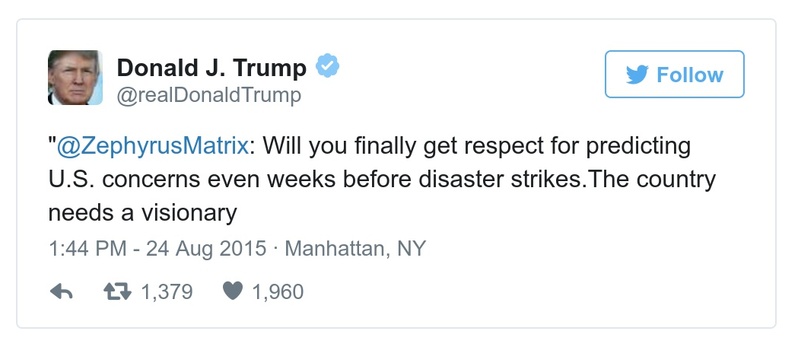 Donald J. Trump
@realDonaldTrump
Follow
"@ZephyrusMatrix: Will you finally get respect for predicting
U.S. concerns even weeks before disaster strikes.The country
needs a visionary
1:44 PM - 24 Aug 2015 · Manhattan, NY
1,379 1,960